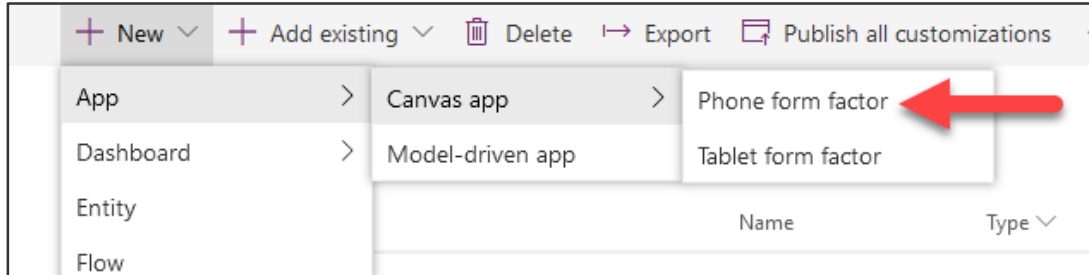 New Add existing Delete Export Publish all customizations
App Canvas app Phone form factor
Dashboard Model-driven app Tablet form factor
Entity
Name Type
Flow